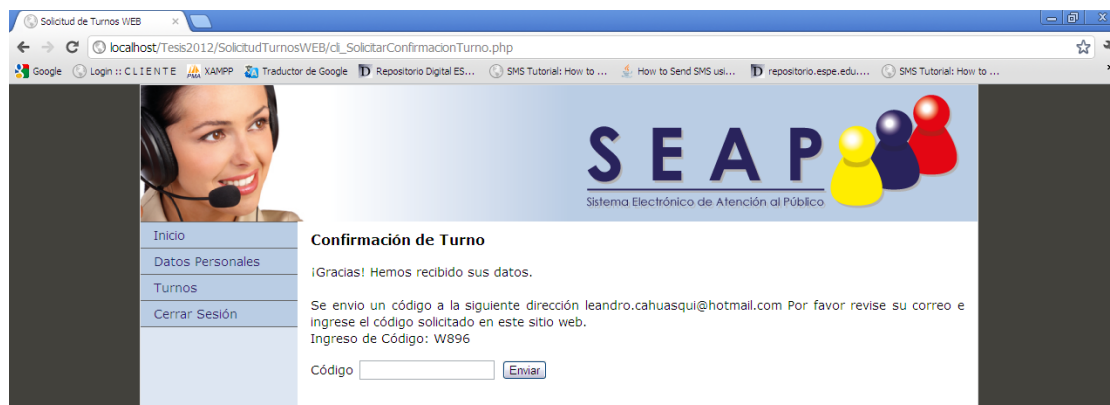 Solicitud de Turnos WEB
localhost/Tesis2012/SolicitudTurnosWEB/cli_SolicitarConfirmacionTurno.php
Google Login :: C L I E N T E XAMPP Traductor de Google Repositorio Digital ES... SMS Tutorial: How to ... How to Send SMS usi... repositorio.espe.edu.... SMS Tutorial: How to ...
SEAP
Sistema Electrónico de Atención al Público
Inicio
Datos Personales
Turnos
Cerrar Sesión
Confirmación de Turno
¡Gracias! Hemos recibido sus datos.
Se envio un código a la siguiente dirección leandro.cahuasqui@hotmail.com Por favor revise su correo e
ingrese el código solicitado en este sitio web.
Ingreso de Código: W896
Código Enviar